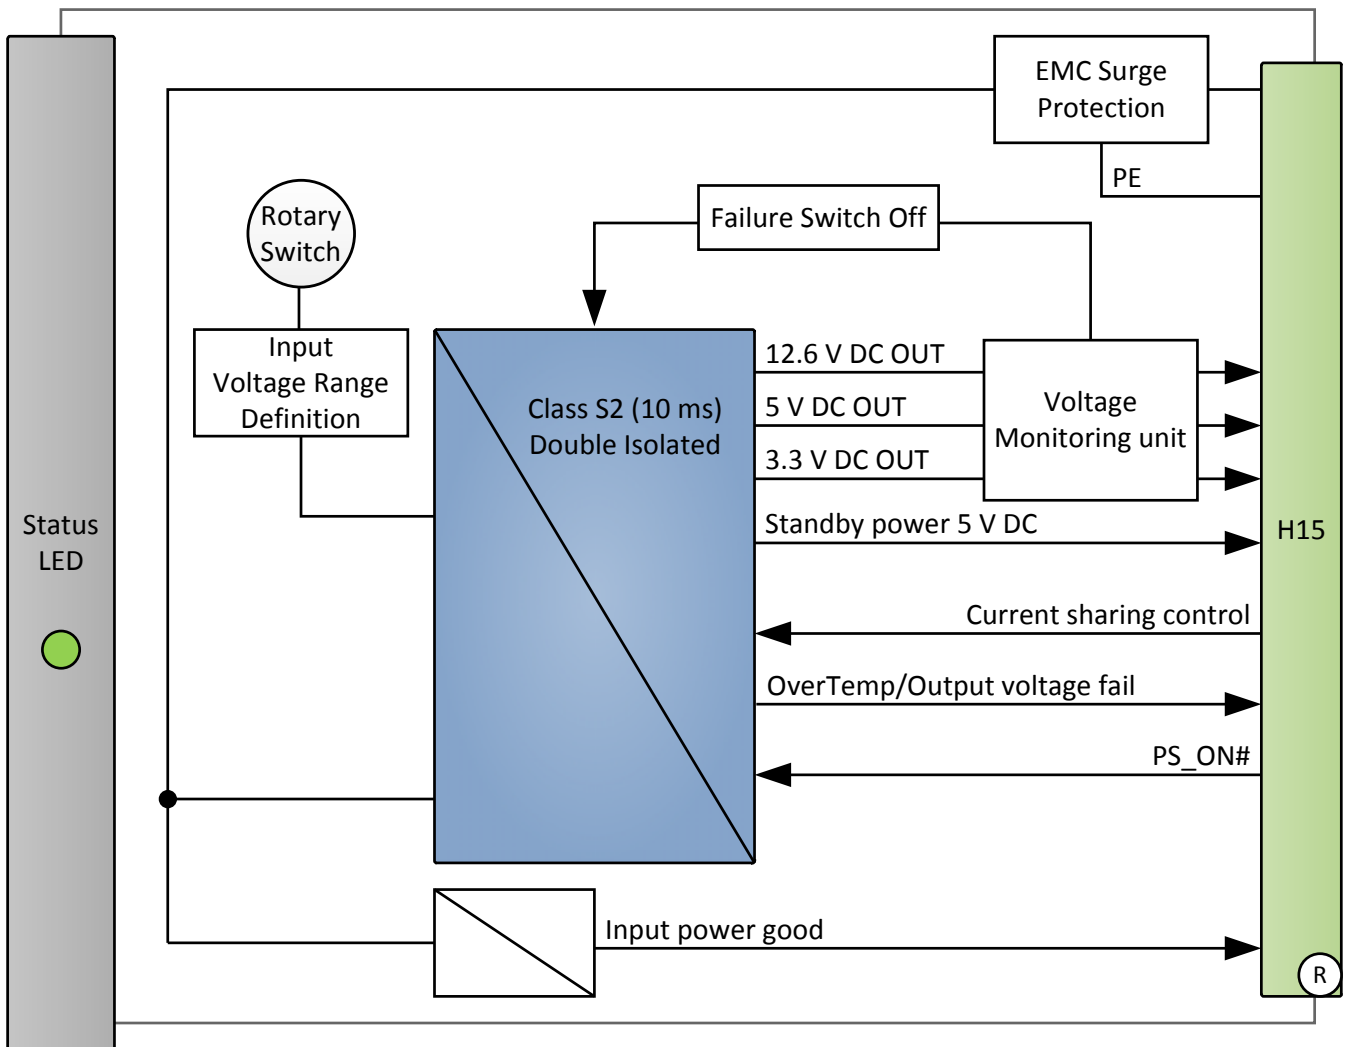 EMC Surge
Protection
PE
Rotary
Switch
Failure Switch Off
Input
Voltage Range
Definition
12.6 V DC OUT
5 V DC OUT
3.3 V DC OUT
Class S2 (10 ms)
Double Isolated
Voltage
Monitoring unit
Status
LED
Standby power 5 V DC
H15
Current sharing control
OverTemp/Output voltage fail
PS_ON#
Input power good
R